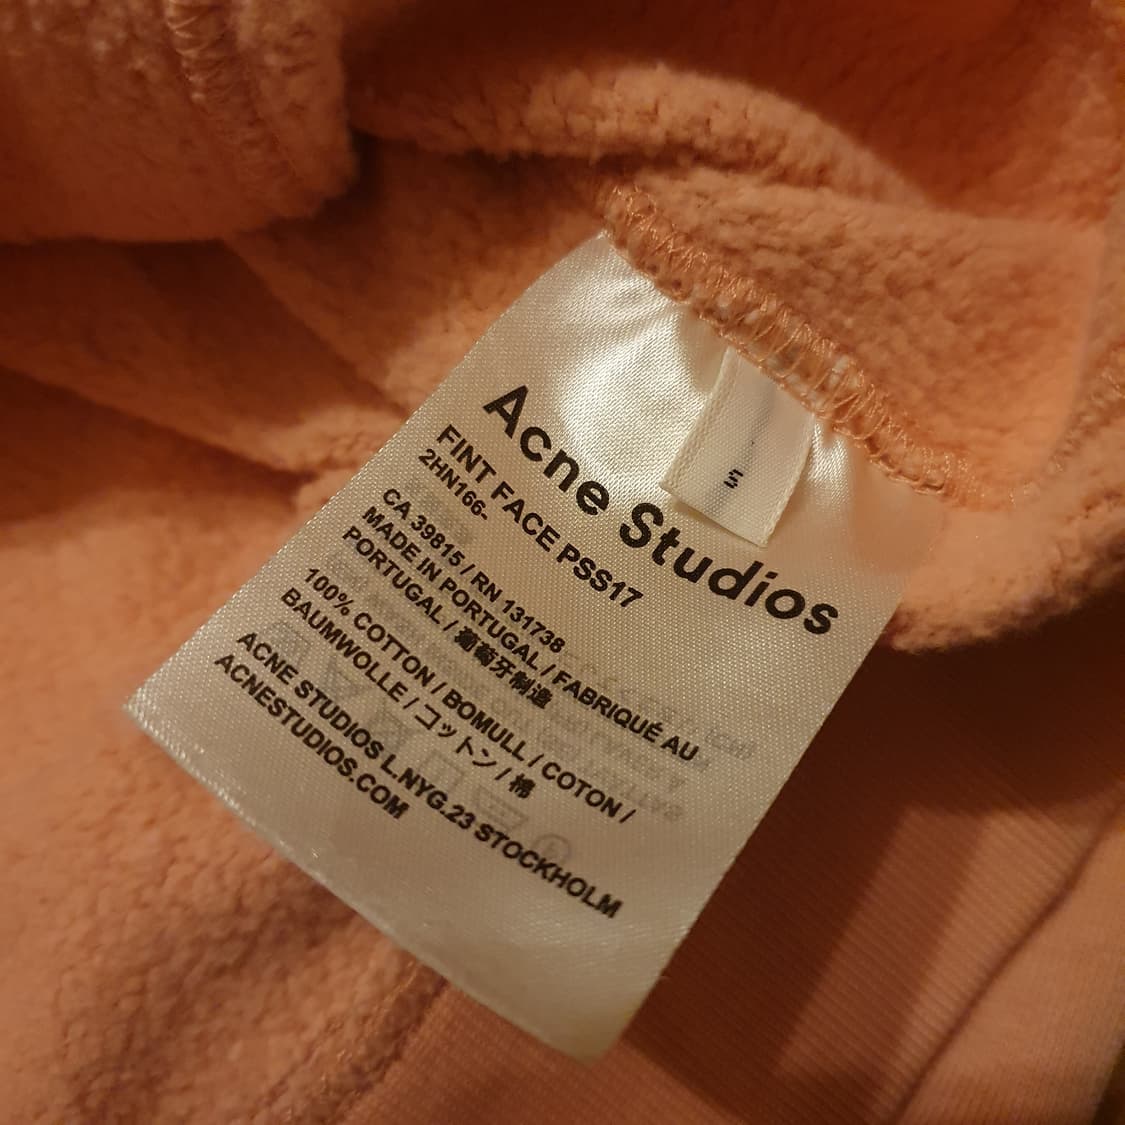 S
Acne Studios
FINT FACE PSS17
2HN166-
CA 39815 / RN 131738
MADE IN PORTUGAL / FABRIQUÉ AU
PORTUGAL / 葡萄牙制造
100% COTTON / BOMULL / COTON /
BAUMWOLLE / コットン / 棉
ACNE STUDIOS L.NYG.23 STOCKHOLM
ACNESTUDIOS.COM